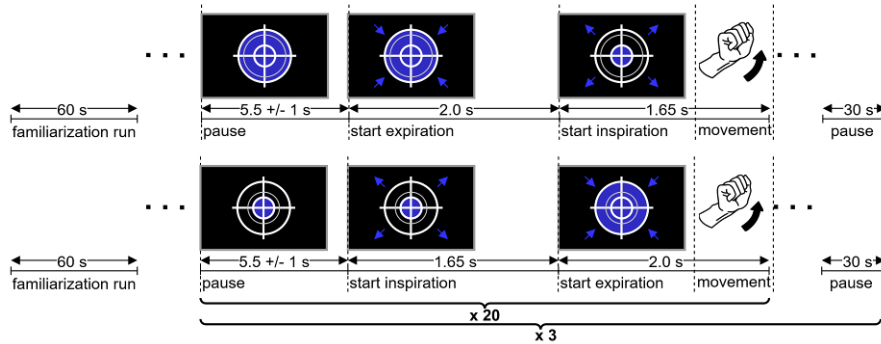 60 s
5.5 +/- 1 s
2.0 s
1.65 s
30 s
familiarization run
pause
start expiration
start inspiration
movement
pause
60 s
5.5 +/- 1 s
1.65 s
2.0 s
30 s
familiarization run
pause
start inspiration
start expiration
movement
pause
x 20
x 3